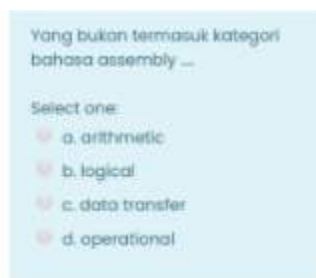 Yang bukan termasuk kategori
bahasa assembly ...
Select one:
a. arithmetic
b. logical
c. data transfer
d. operational